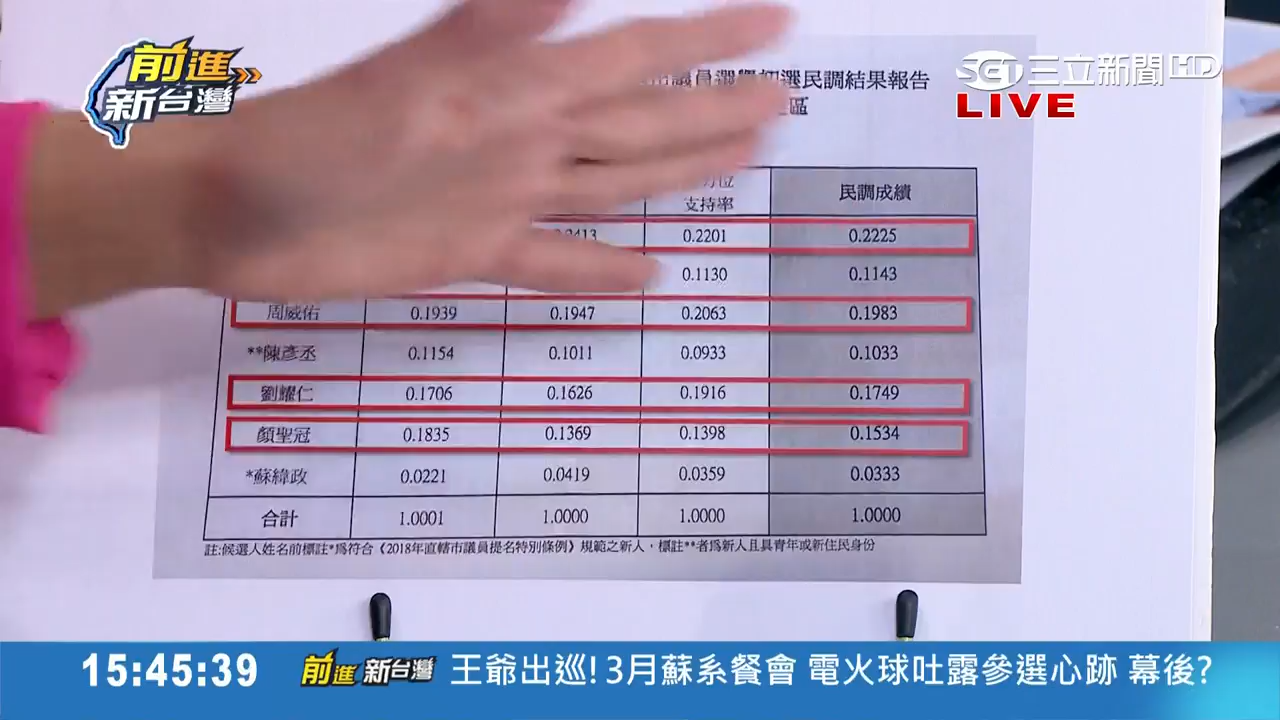 前進
新台灣
SET三立新聞HD
LIVE
初選民調結果報告
區
支持率 民調成績
0.2413 0.2201 0.2225
0.1130 0.1143
周威佑 0.1939 0.1947 0.2063 0.1983
**陳彥丞 0.1154 0.1011 0.0933 0.1033
劉耀仁 0.1706 0.1626 0.1916 0.1749
顏聖冠 0.1835 0.1369 0.1398 0.1534
*蘇緯政 0.0221 0.0419 0.0359 0.0333
合計 1.0001 1.0000 1.0000 1.0000
註:候選人姓名前標註*為符合《2018年直轄市議員提名特別條例》規範之新人，標註**者為新人且具青年或新住民身份
15:45:39 前進新台灣 王爺出巡!3月蘇系餐會 電火球吐露參選心跡 幕後?